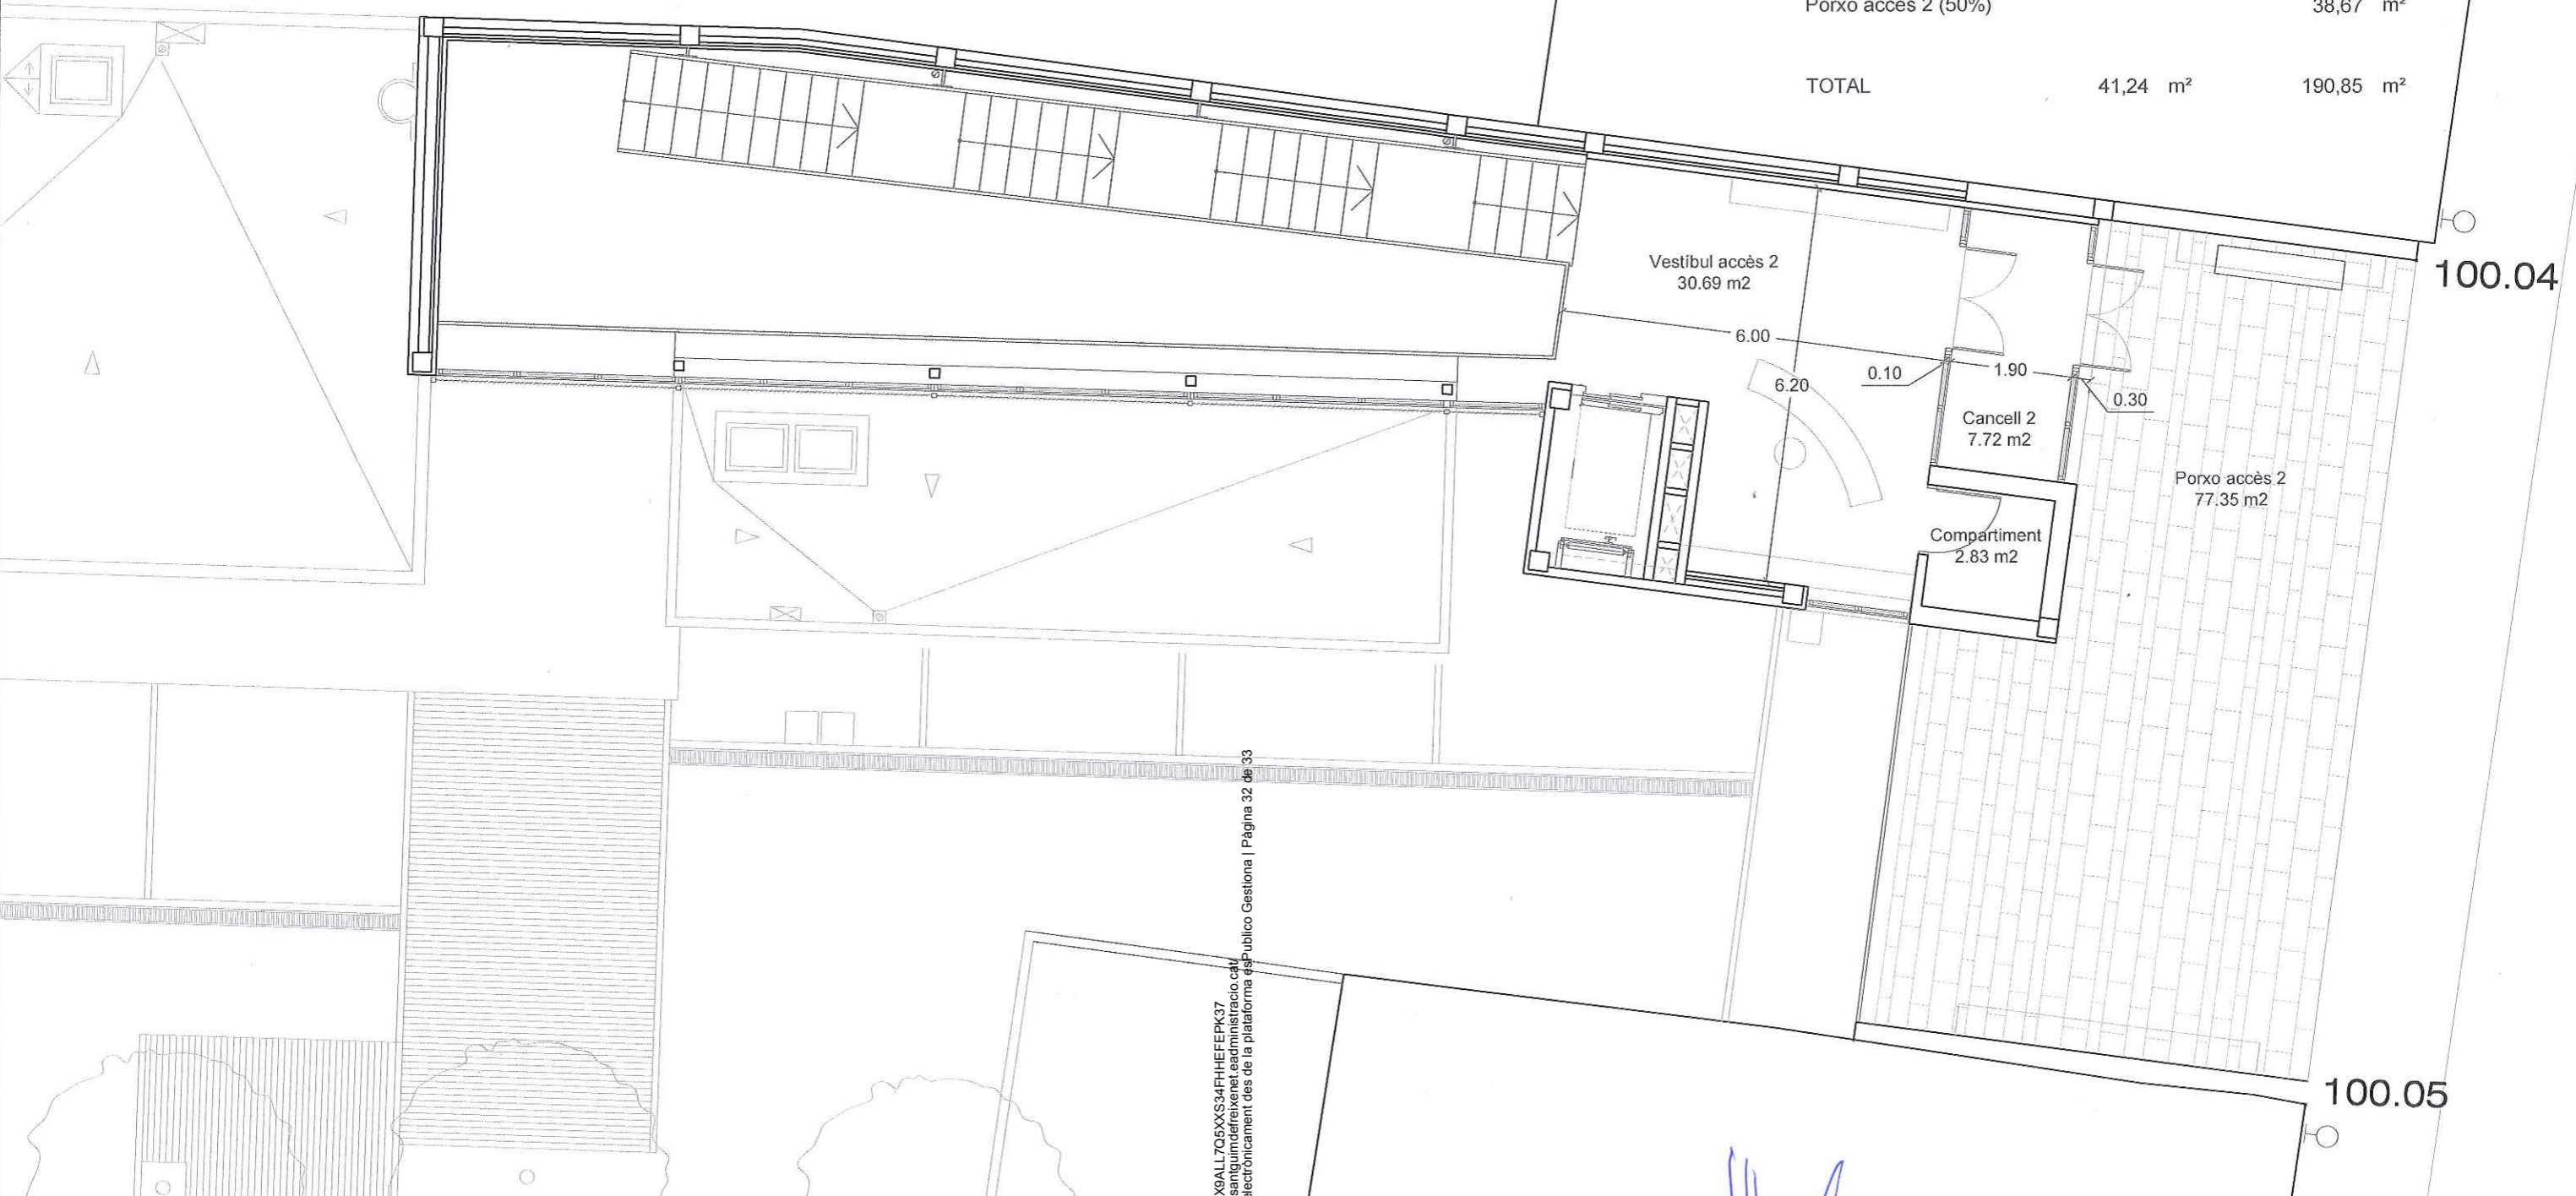 Porxo accés 2 (50%) 38,67 m²
TOTAL 41,24 m² 190,85 m²
100.04
Vestíbul accès 2
30.69 m2
6.00
6.20
0.10
1.90
0.30
Cancell 2
7.72 m2
Porxo accès 2
77.35 m2
Compartiment
2.83 m2
100.05
X9ALL7Q5XXS34FHHEFEPK37
santguimdefreixenet.eadministracio.cat/
electrònicament des de la plataforma esPublico Gestiona | Pàgina 32 de 33